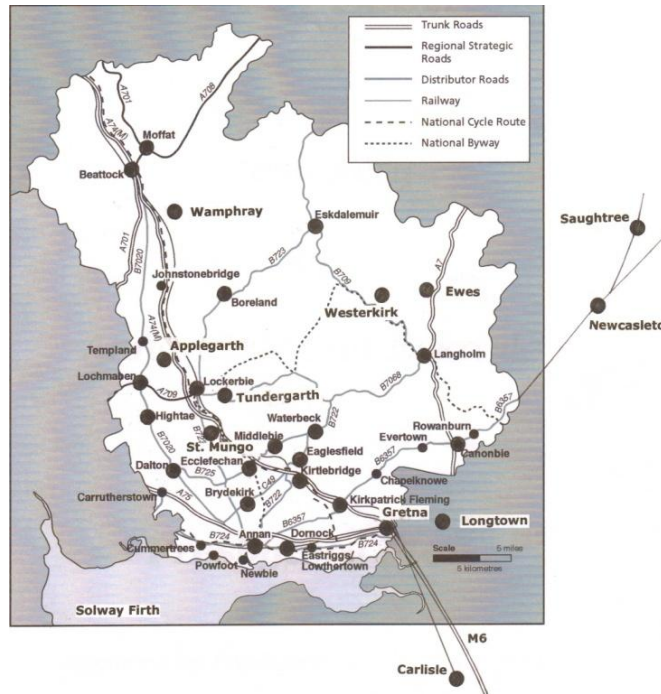 Trunk Roads
Regional Strategic
Roads
Distributor Roads
Railway
National Cycle Route
National Byway
A701
A708
A74(M)
Moffat
Beattock
Wamphray
Eskdalemuir
Saughtree
A701
B7020
B723
A7
Johnstonebridge
B709
Ewes
Boreland
Westerkirk
Newcasleton
A74(M)
Templand
Applegarth
Langholm
Lochmaben
Lockerbie
A709
Tundergarth
B7068
B6357
Hightae
Waterbeck
B722
Rowanburn
Middlebie
St. Mungo
Evertown
B7020
Eaglesfield
Canonbie
Dalton
Ecclefechan
B6357
B725
Kirtlebridge
Chapelknowe
Carrutherstown
A75
Brydekirk
C49
B722
Kirkpatrick Fleming
Gretna
B6357
Longtown
Annan
Dornock
B724
B724
Cummertrees
Eastriggs/
Lowthertown
Powfoot
Newbie
Scale
5 miles
5 kilometres
Solway Firth
M6
Carlisle